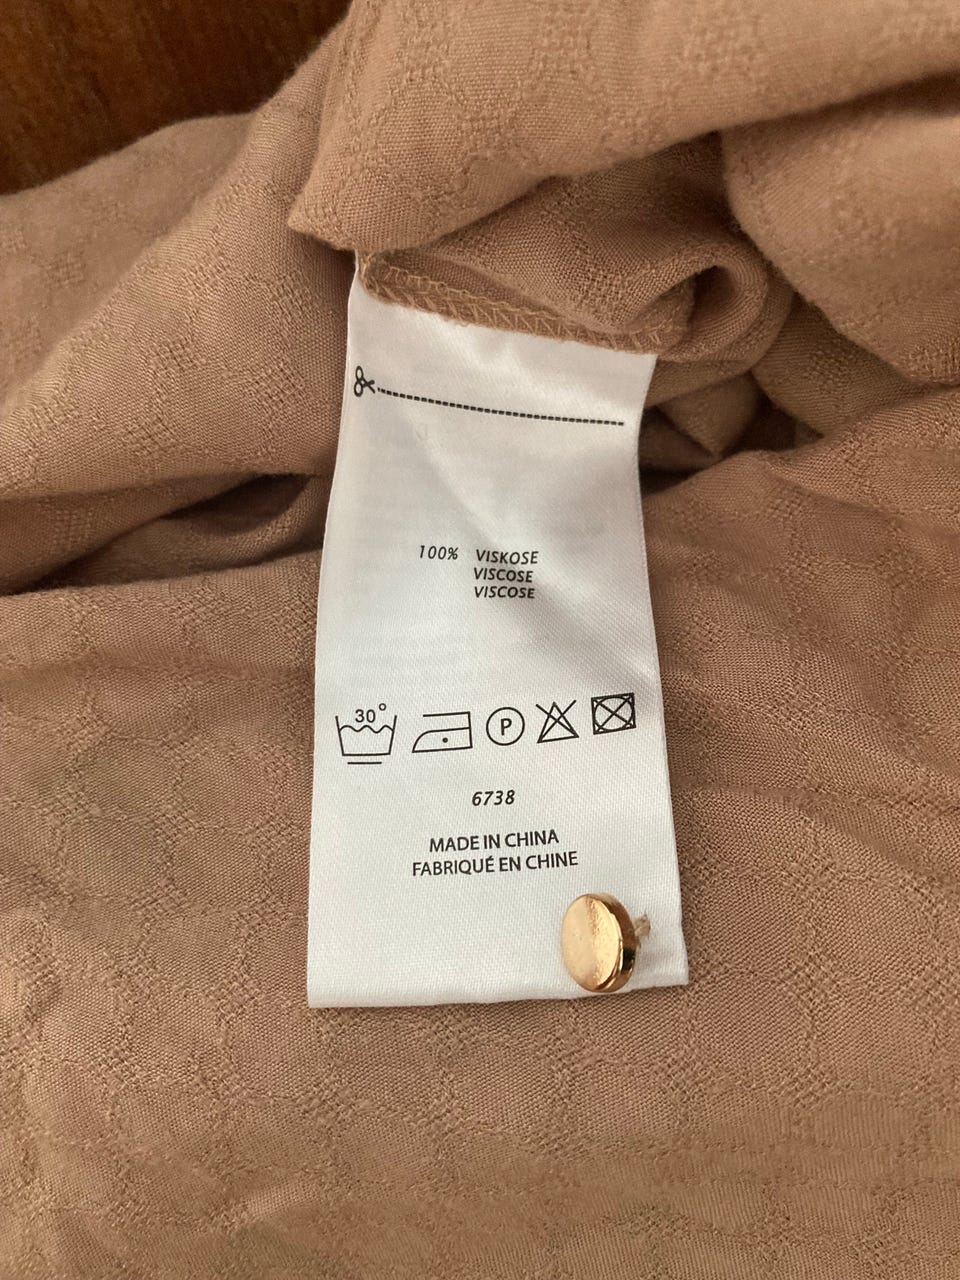 100% VISKOSE
VISCOSE
VISCOSE
30°
P
6738
MADE IN CHINA
FABRIQUÉ EN CHINE